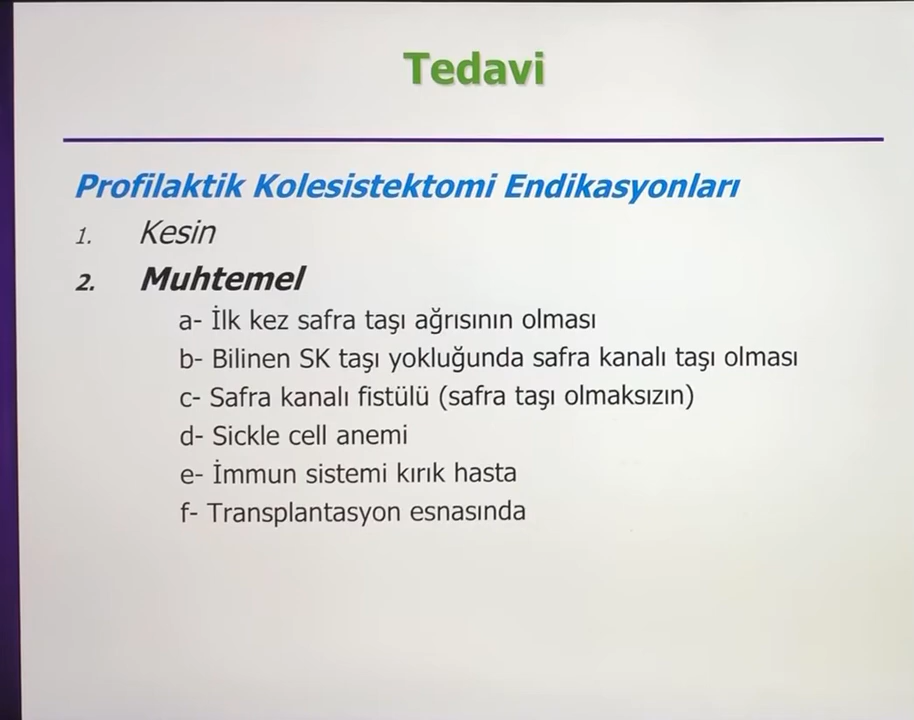 Tedavi
Profilaktik Kolesistektomi Endikasyonları
1. Kesin
2. Muhtemel
a- İlk kez safra taşı ağrısının olması
b- Bilinen SK taşı yokluğunda safra kanalı taşı olması
c- Safra kanalı fistülü (safra taşı olmaksızın)
d- Sickle cell anemi
e- İmmun sistemi kırık hasta
f- Transplantasyon esnasında